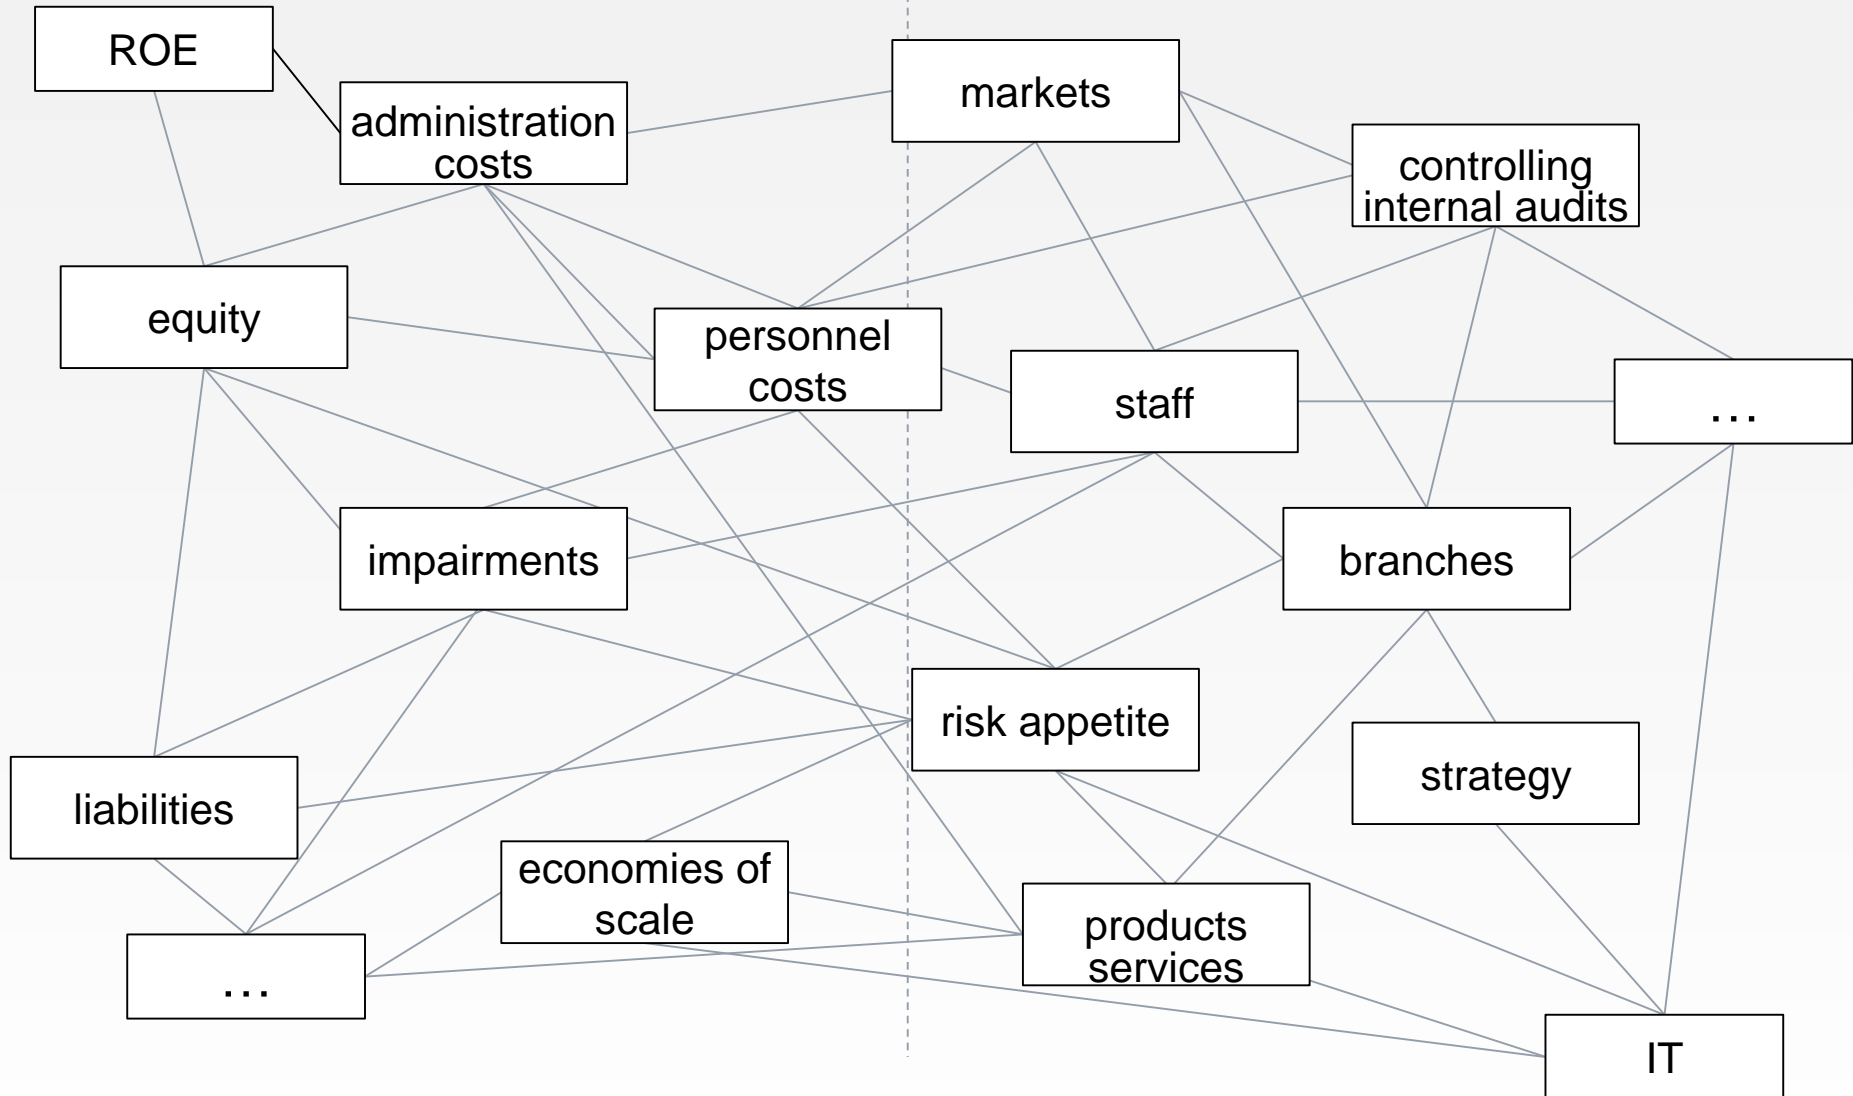 ROE
markets
administration
costs
controlling
internal audits
equity
personnel
costs
staff
…
impairments
branches
risk appetite
strategy
liabilities
economies of
scale
products
services
…
IT